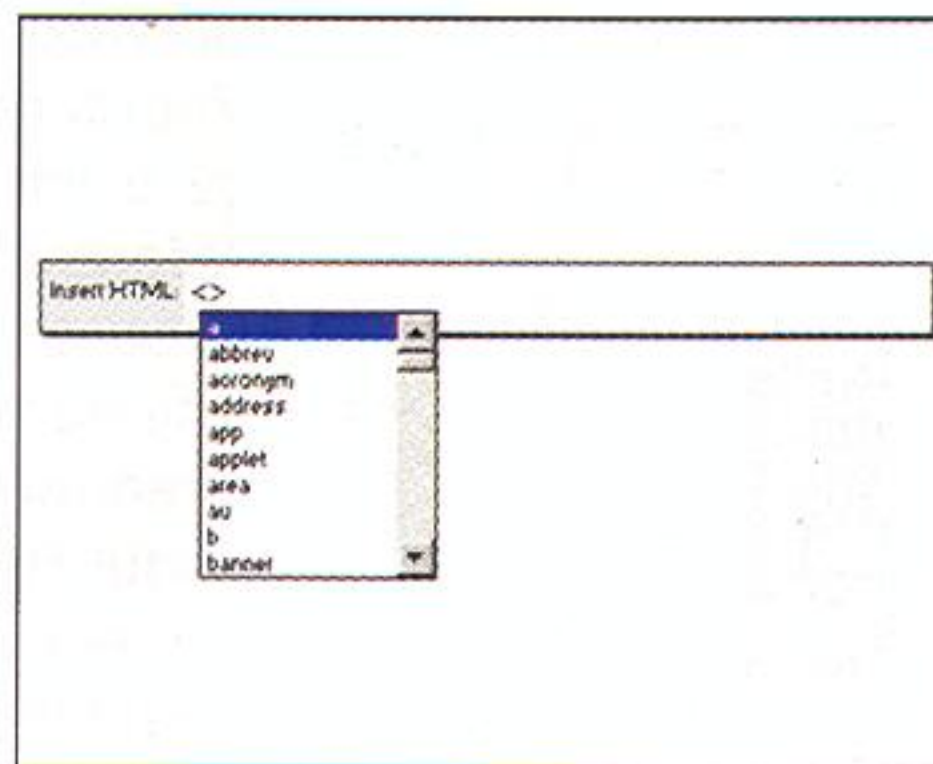 Insert HTML: <>
a
abbrev
acronym
address
app
applet
area
au
b
banner